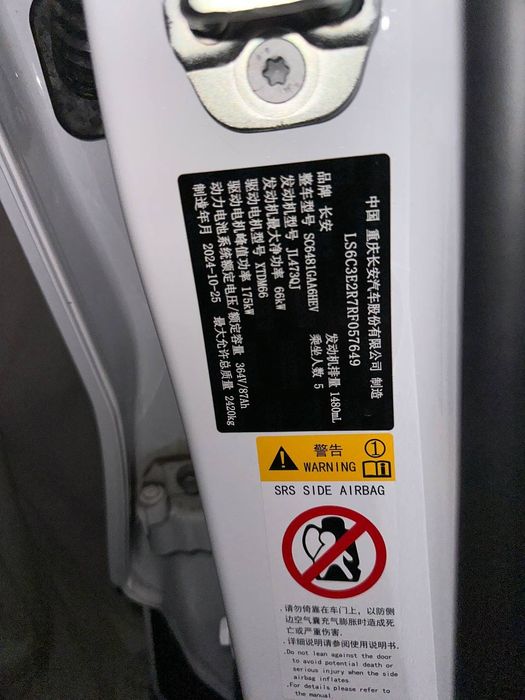 中国 重庆长安汽车股份有限公司 制造
LS6C3E2R7RF057649
品牌 长安
整车型号 SC6481GAA6HEV
发动机型号 JL473QJ 发动机排量 1480mL
发动机最大净功率 66kW 乘坐人数 5
驱动电机型号 XTDM66
驱动电机峰值功率 175kW
动力电池系统额定电压/额定容量 364V/87Ah
制造年月 2024-10-25 最大允许总质量 2420kg
警告 ①
WARNING
SRS SIDE AIRBAG
.请勿倚靠在车门上，以防侧
边空气囊充气膨胀时造成死
亡或严重伤害.
.详细说明请参阅使用说明书.
.Do not lean against the door
to avoid potential death or
serious injury when the side
airbag inflates
.For details please refer to
the manual